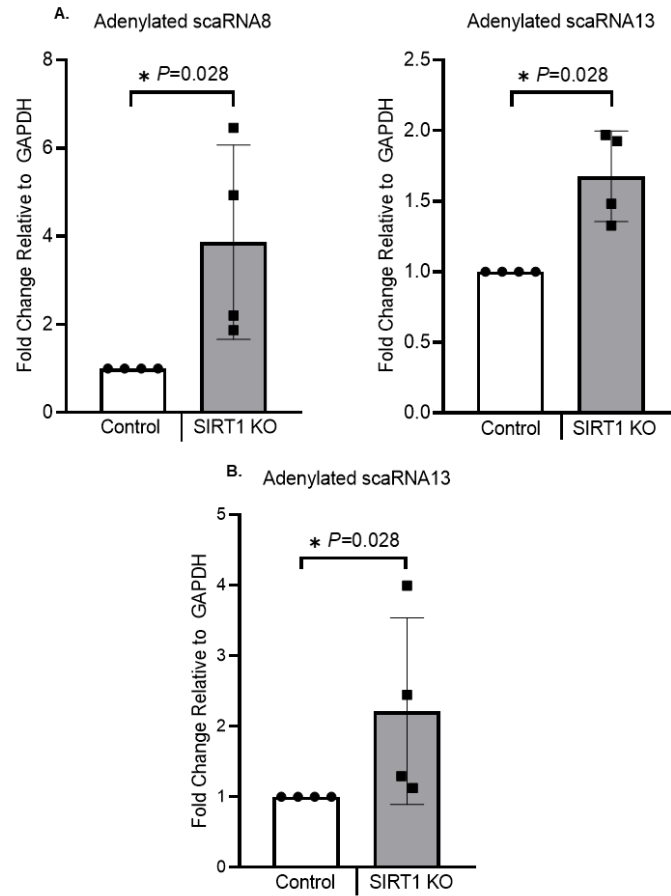 A.
Adenylated scaRNA8
Fold Change Relative to GAPDH
8
6
4
2
0
* P=0.028
Control
SIRT1 KO
Adenylated scaRNA13
Fold Change Relative to GAPDH
2.5
2.0
1.5
1.0
0.5
0.0
* P=0.028
Control
SIRT1 KO
B.
Adenylated scaRNA13
Fold Change Relative to GAPDH
5
4
3
2
1
0
* P=0.028
Control
SIRT1 KO